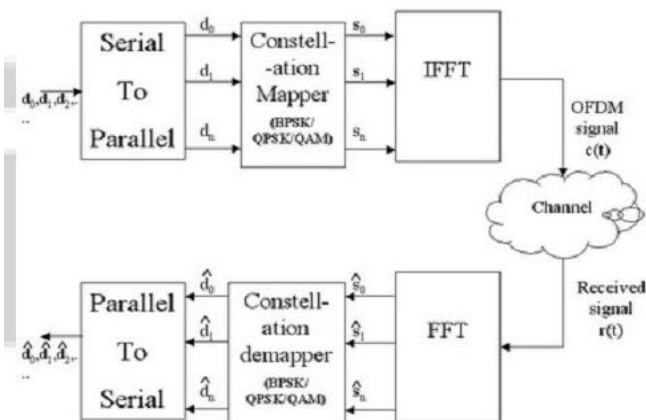 d₀,d₁,d₂,.
..
Serial
To
Parallel
d₀
d₁
dₙ
Constell-
-ation
Mapper
(BPSK/
QPSK/QAM)
s₀
s₁
sₙ
IFFT
OFDM
signal
c(t)
Channel
Received
signal
r(t)
FFT
ŝ₀
ŝ₁
ŝₙ
Constell-
ation
demapper
(BPSK/
QPSK/QAM)
d̂₀
d̂₁
d̂ₙ
Parallel
To
Serial
d̂₀,d̂₁,d̂₂,.
..